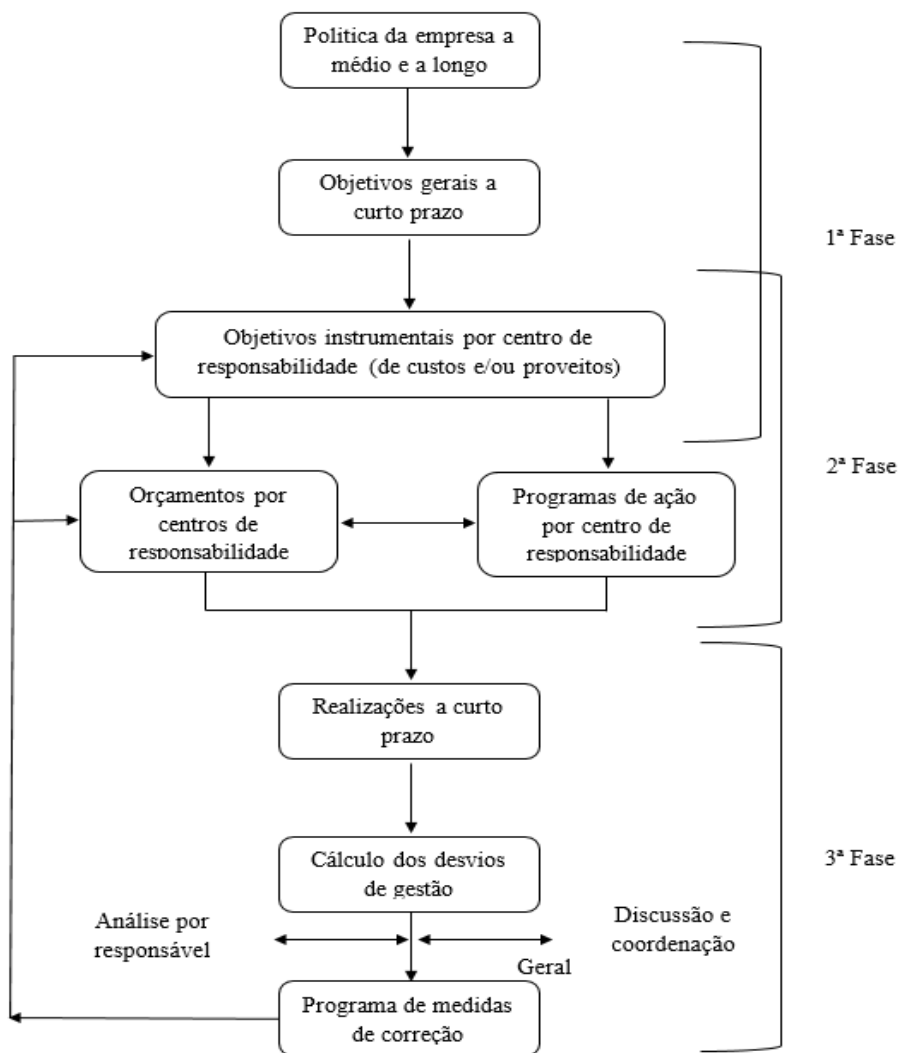 Politica da empresa a
médio e a longo
Objetivos gerais a
curto prazo
1ª Fase
Objetivos instrumentais por centro de
responsabilidade (de custos e/ou proveitos)
2ª Fase
Orçamentos por
centros de
responsabilidade
Programas de ação
por centro de
responsabilidade
Realizações a curto
prazo
Cálculo dos desvios
de gestão
3ª Fase
Análise por
responsável
Discussão e
coordenação
Geral
Programa de medidas
de correção